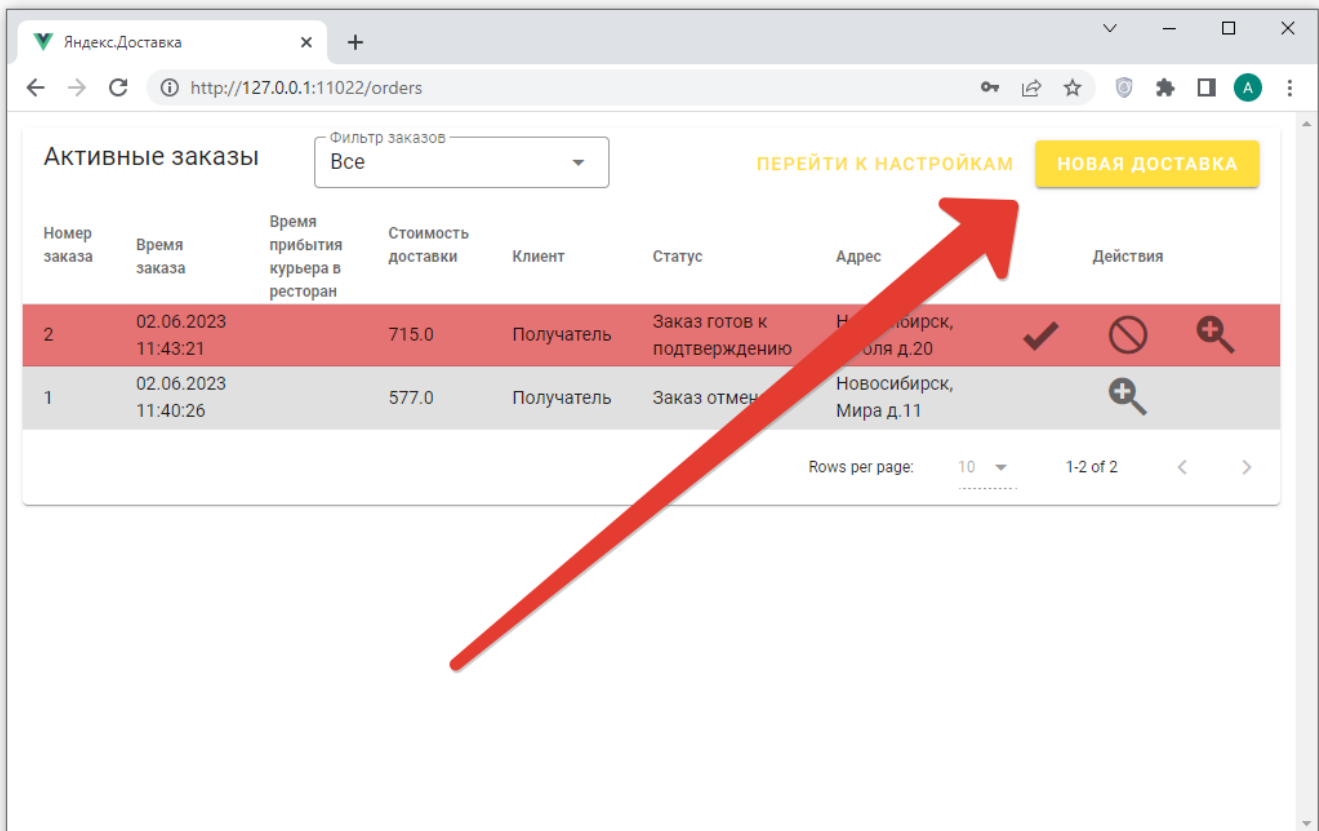 Яндекс.Доставка
http://127.0.0.1:11022/orders
A
Активные заказы
Фильтр заказов
Все
ПЕРЕЙТИ К НАСТРОЙКАМ
НОВАЯ ДОСТАВКА
Номер
заказа
Время
заказа
Время
прибытия
курьера в
ресторан
Стоимость
доставки
Клиент
Статус
Адрес
Действия
2
02.06.2023
11:43:21
715.0
Получатель
Заказ готов к
подтверждению
д.20
1
02.06.2023
11:40:26
577.0
Получатель
Заказ
Новосибирск,
Мира д.11
Rows per page:
10
1-2 of 2